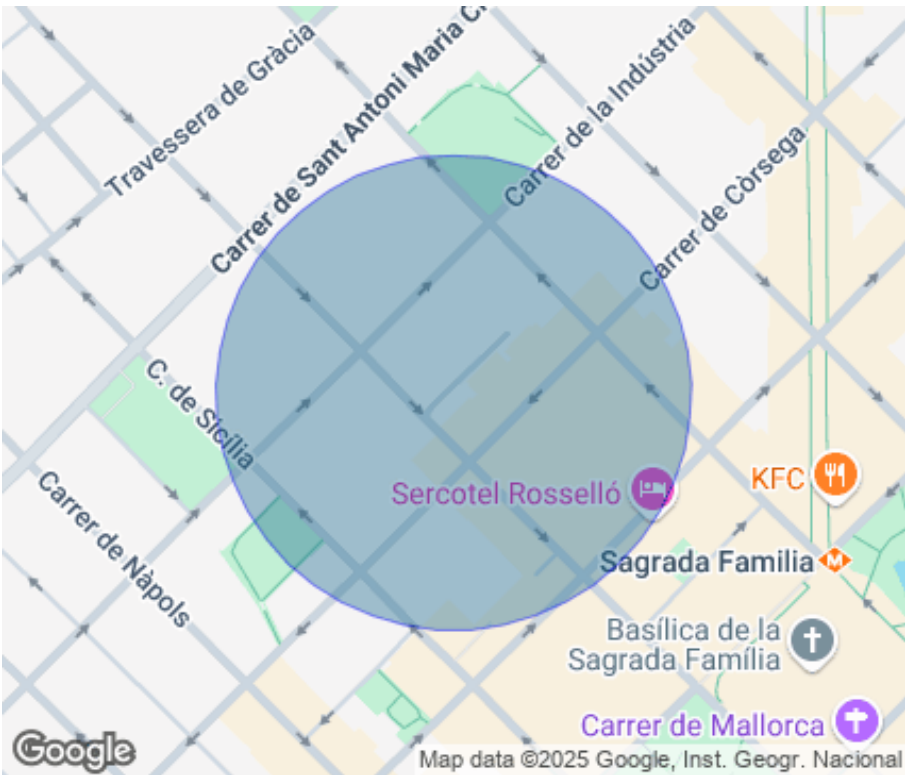 Travessera de Gràcia
Carrer de Sant Antoni Maria Cl
Carrer de la Indústria
Carrer de Còrsega
C. de Sicília
Carrer de Nàpols
Sercotel Rosselló
KFC
Sagrada Familia
M
Basílica de la
Sagrada Família
Carrer de Mallorca
Google
Map data ©2025 Google, Inst. Geogr. Nacional